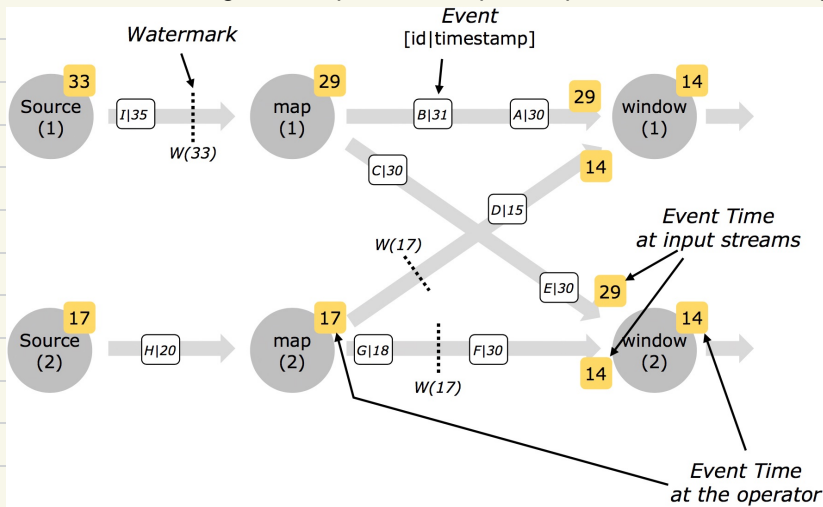 Event
[id|timestamp]
Watermark
33
Source
(1)
I|35
W(33)
29
map
(1)
B|31
A|30
29
14
window
(1)
14
C|30
D|15
W(17)
E|30
29
Event Time
at input streams
17
Source
(2)
H|20
17
map
(2)
G|18
W(17)
F|30
14
14
window
(2)
Event Time
at the operator